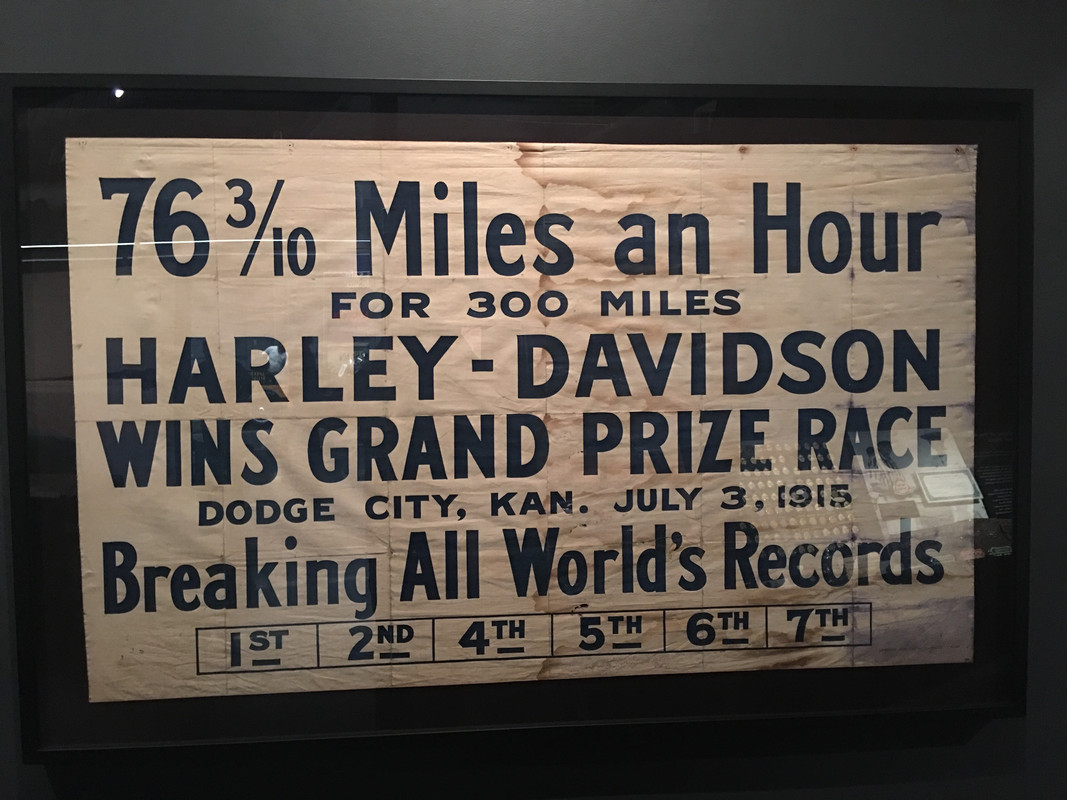 76 3/10 Miles an Hour
FOR 300 MILES
HARLEY-DAVIDSON
WINS GRAND PRIZE RACE
DODGE CITY, KAN. JULY 3, 1915
Breaking All World's Records
1ST 2ND 4TH 5TH 6TH 7TH